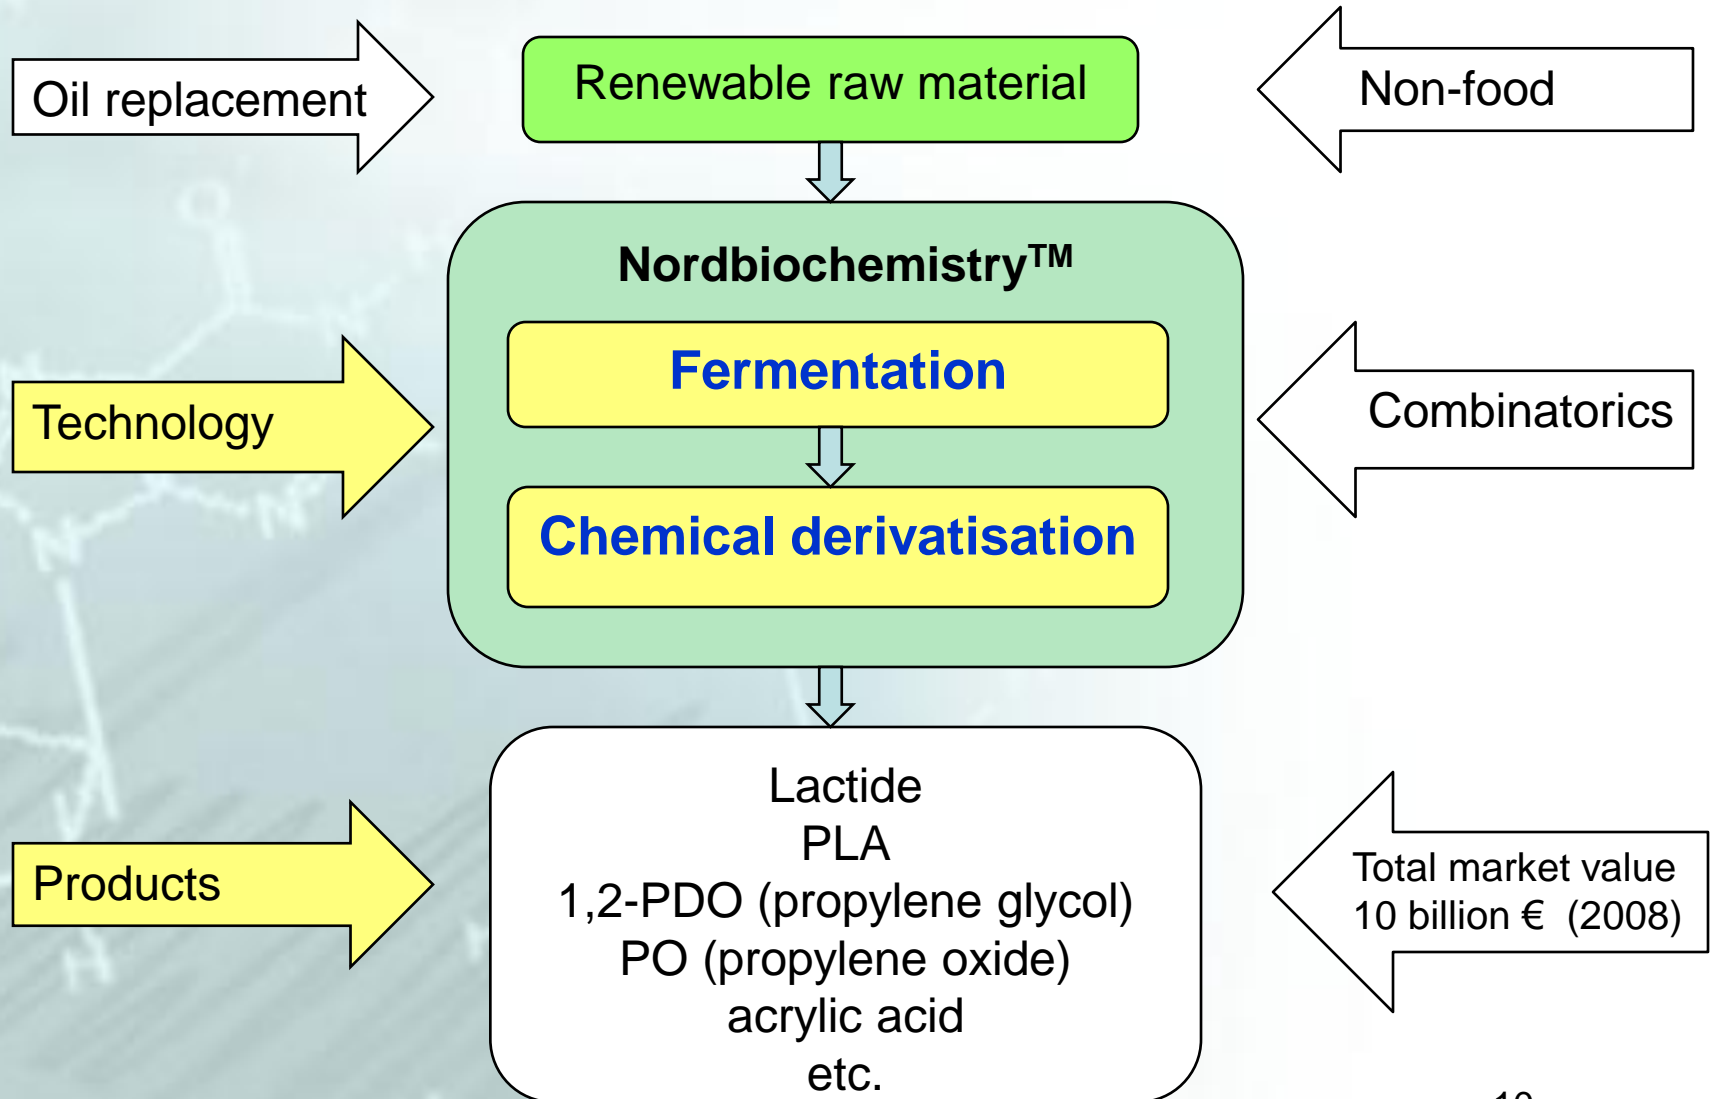 Oil replacement
Renewable raw material
Non-food
Nordbiochemistry™
Fermentation
Technology
Combinatorics
Chemical derivatisation
Lactide
PLA
1,2-PDO (propylene glycol)
PO (propylene oxide)
acrylic acid
etc.
Products
Total market value
10 billion € (2008)